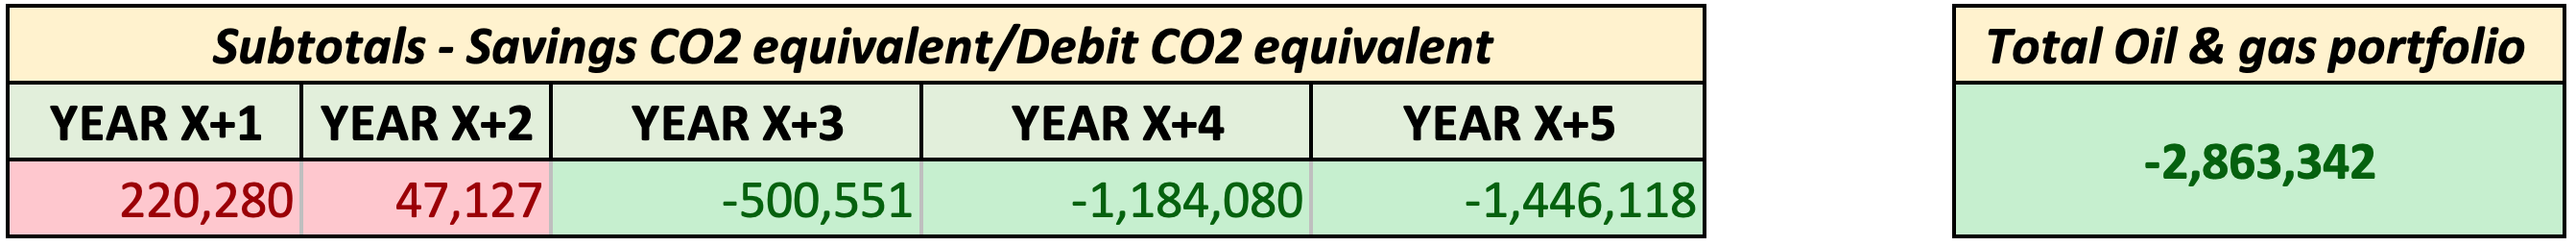 Subtotals - Savings CO2 equivalent/Debit CO2 equivalent
YEAR X+1 YEAR X+2 YEAR X+3 YEAR X+4 YEAR X+5
220,280 47,127 -500,551 -1,184,080 -1,446,118
Total Oil & gas portfolio
-2,863,342